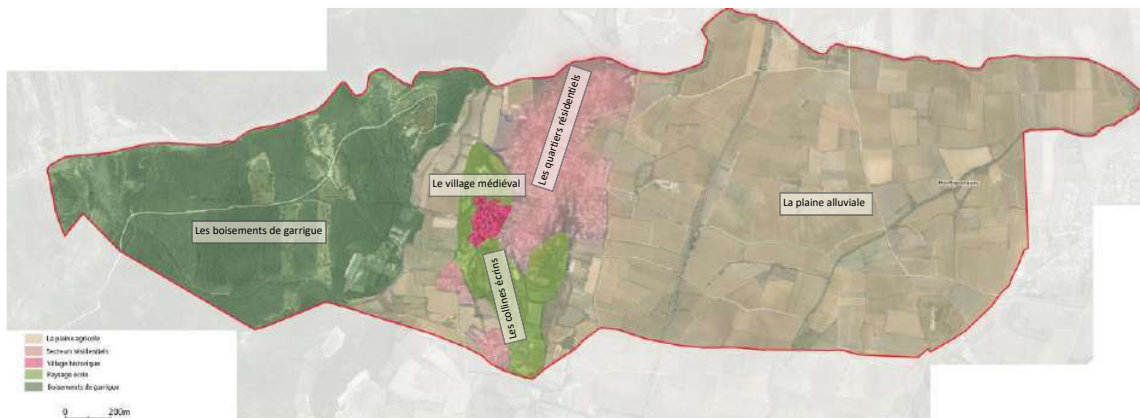 Les quartiers résidentiels
Le village médiéval
La plaine alluviale
Les boisements de garrigue
Les collines écrins
La plaine agricole
Secteurs résidentiels
Village historique
Paysage écrin
Boisements de garrigue
0 200m